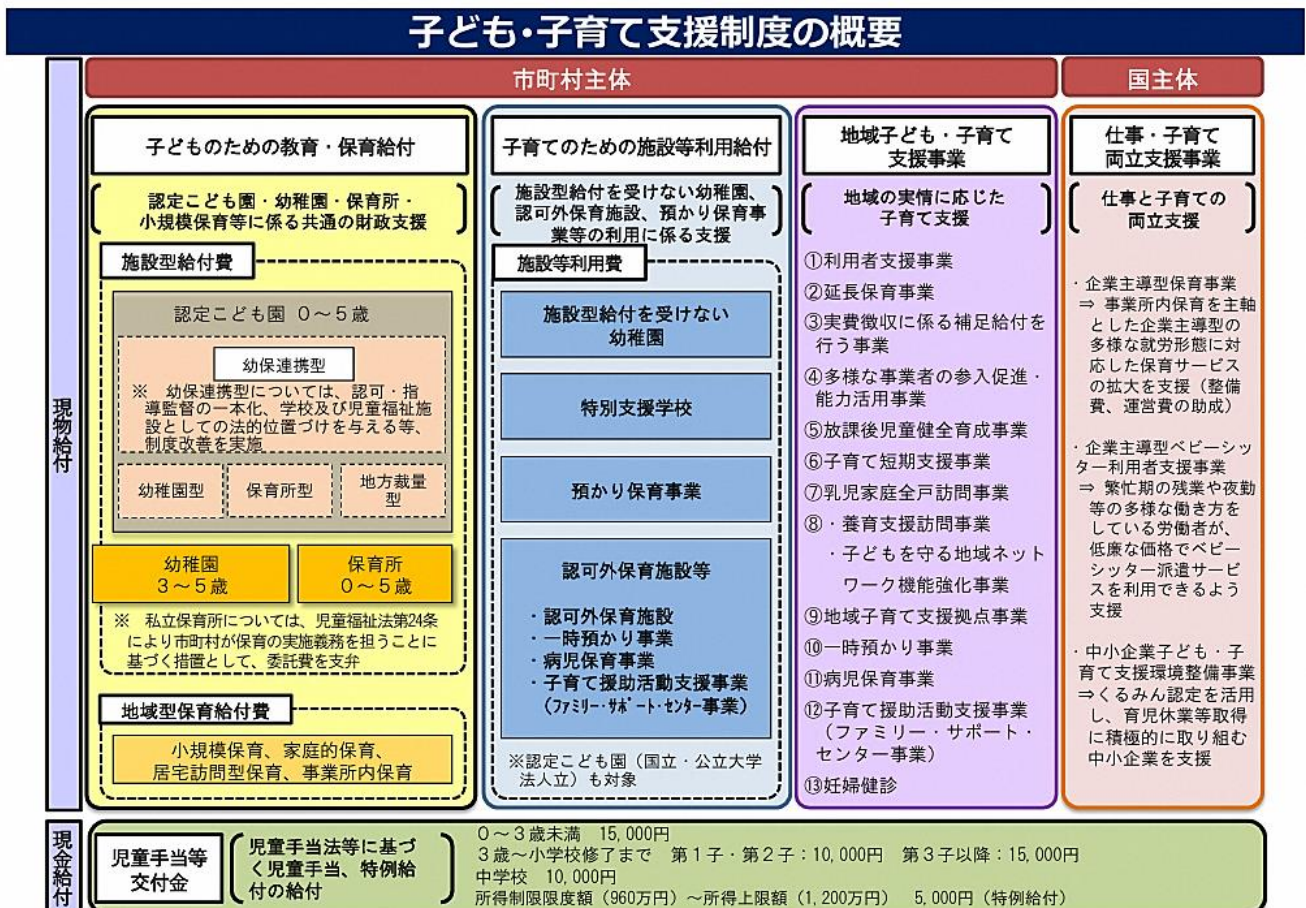 子ども・子育て支援制度の概要
市町村主体
国主体
現物給付
子どものための教育・保育給付
認定こども園・幼稚園・保育所・
小規模保育等に係る共通の財政支援
施設型給付費
認定こども園 0～5歳
幼保連携型
※ 幼保連携型については、認可・指
導監督の一本化、学校及び児童福祉施
設としての法的位置づけを与える等、
制度改善を実施
幼稚園型
保育所型
地方裁量
型
幼稚園
3～5歳
保育所
0～5歳
※ 私立保育所については、児童福祉法第24条
により市町村が保育の実施義務を担うことに
基づく措置として、委託費を支弁
地域型保育給付費
小規模保育、家庭的保育、
居宅訪問型保育、事業所内保育
子育てのための施設等利用給付
施設型給付を受けない幼稚園、
認可外保育施設、預かり保育事
業等の利用に係る支援
施設等利用費
施設型給付を受けない
幼稚園
特別支援学校
預かり保育事業
認可外保育施設等
・認可外保育施設
・一時預かり事業
・病児保育事業
・子育て援助活動支援事業
（ﾌｧﾐﾘｰ・ｻﾎﾟｰﾄ・ｾﾝﾀｰ事業）
※認定こども園（国立・公立大学
法人立）も対象
地域子ども・子育て
支援事業
地域の実情に応じた
子育て支援
①利用者支援事業
②延長保育事業
③実費徴収に係る補足給付を
行う事業
④多様な事業者の参入促進・
能力活用事業
⑤放課後児童健全育成事業
⑥子育て短期支援事業
⑦乳児家庭全戸訪問事業
⑧・養育支援訪問事業
・子どもを守る地域ネット
ワーク機能強化事業
⑨地域子育て支援拠点事業
⑩一時預かり事業
⑪病児保育事業
⑫子育て援助活動支援事業
（ファミリー・サポート・
センター事業）
⑬妊婦健診
仕事・子育て
両立支援事業
仕事と子育ての
両立支援
・企業主導型保育事業
⇒ 事業所内保育を主軸
とした企業主導型の
多様な就労形態に対
応した保育サービス
の拡大を支援（整備
費、運営費の助成）
・企業主導型ベビーシッ
ター利用者支援事業
⇒ 繁忙期の残業や夜勤
等の多様な働き方を
している労働者が、
低廉な価格でベビー
シッター派遣サービ
スを利用できるよう
支援
・中小企業子ども・子
育て支援環境整備事業
⇒くるみん認定を活用
し、育児休業等取得
に積極的に取り組む
中小企業を支援
現金給付
児童手当等
交付金
児童手当法等に基づ
く児童手当、特例給
付の給付
0～3歳未満 15,000円
3歳～小学校修了まで 第1子・第2子：10,000円 第3子以降：15,000円
中学校 10,000円
所得制限限度額（960万円）～所得上限額（1,200万円） 5,000円（特例給付）